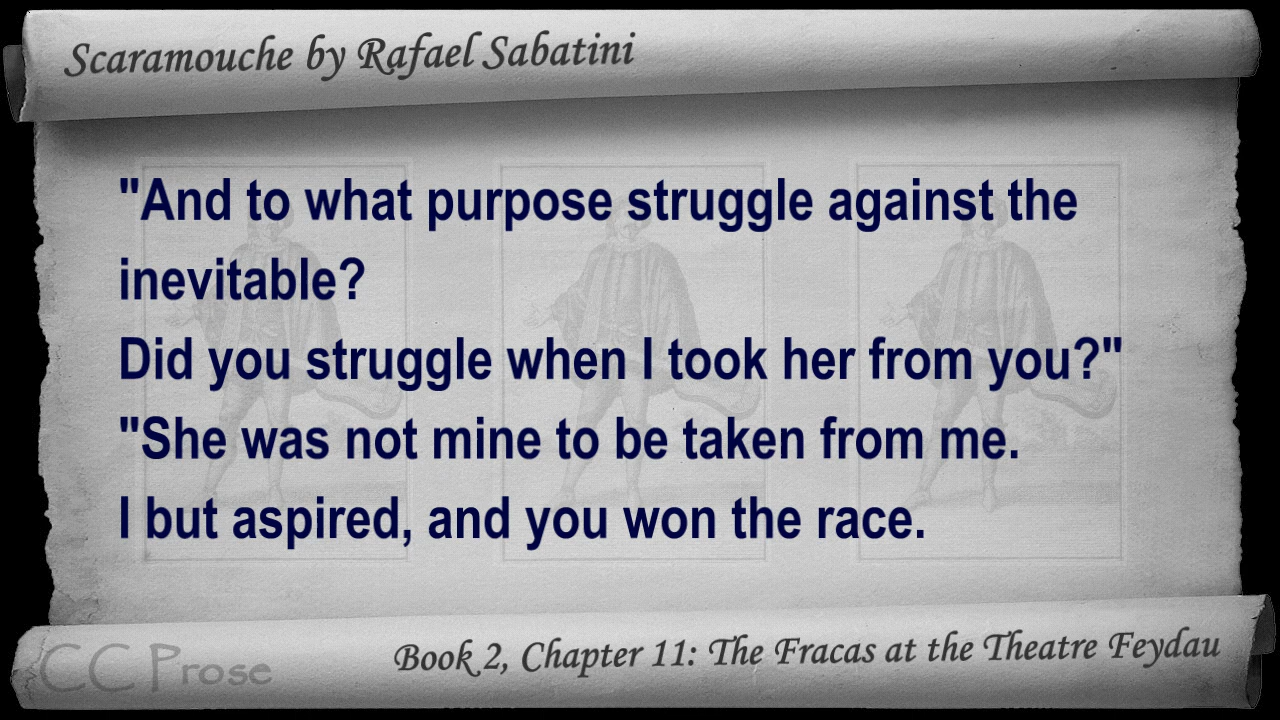 Scaramouche by Rafael Sabatini
"And to what purpose struggle against the
inevitable?
Did you struggle when I took her from you?"
"She was not mine to be taken from me.
I but aspired, and you won the race.
CC Prose
Book 2, Chapter 11: The Fracas at the Theatre Feydau